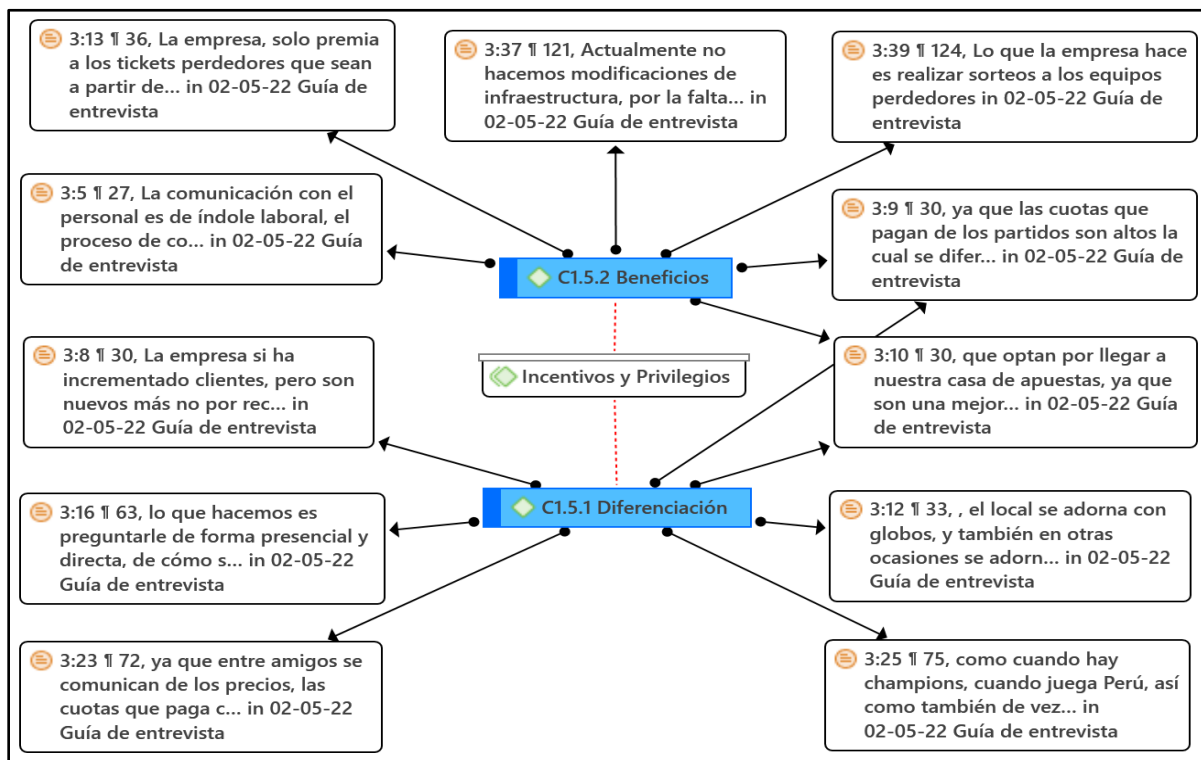 3:13 ¶ 36, La empresa, solo premia
a los tickets perdedores que sean
a partir de... in 02-05-22 Guía de
entrevista
3:37 ¶ 121, Actualmente no
hacemos modificaciones de
infraestructura, por la falta... in
02-05-22 Guía de entrevista
3:39 ¶ 124, Lo que la empresa hace
es realizar sorteos a los equipos
perdedores in 02-05-22 Guía de
entrevista
3:5 ¶ 27, La comunicación con el
personal es de índole laboral, el
proceso de co... in 02-05-22 Guía
de entrevista
3:9 ¶ 30, ya que las cuotas que
pagan de los partidos son altos la
cual se difer... in 02-05-22 Guía de
entrevista
C1.5.2 Beneficios
3:8 ¶ 30, La empresa si ha
incrementado clientes, pero son
nuevos más no por rec... in
02-05-22 Guía de entrevista
Incentivos y Privilegios
3:10 ¶ 30, que optan por llegar a
nuestra casa de apuestas, ya que
son una mejor... in 02-05-22 Guía
de entrevista
C1.5.1 Diferenciación
3:16 ¶ 63, lo que hacemos es
preguntarle de forma presencial y
directa, de cómo s... in 02-05-22
Guía de entrevista
3:12 ¶ 33, , el local se adorna con
globos, y también en otras
ocasiones se adorn... in 02-05-22
Guía de entrevista
3:23 ¶ 72, ya que entre amigos se
comunican de los precios, las
cuotas que paga c... in 02-05-22
Guía de entrevista
3:25 ¶ 75, como cuando hay
champions, cuando juega Perú, así
como también de vez... in
02-05-22 Guía de entrevista